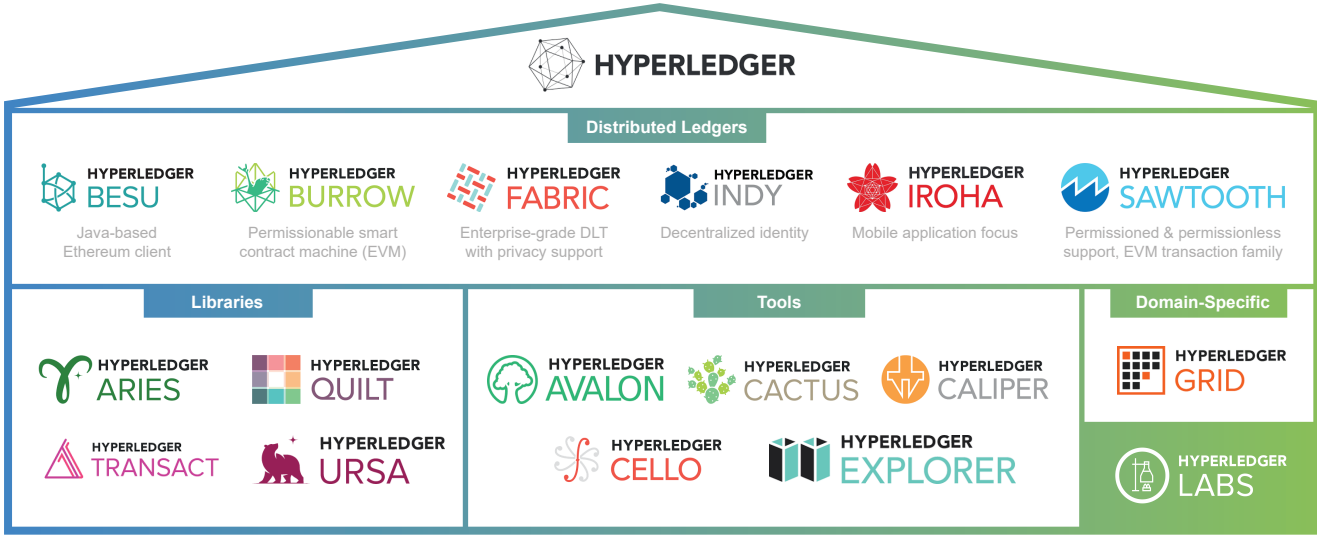 HYPERLEDGER
Distributed Ledgers
HYPERLEDGER
BESU
Java-based
Ethereum client
HYPERLEDGER
BURROW
Permissionable smart
contract machine (EVM)
HYPERLEDGER
FABRIC
Enterprise-grade DLT
with privacy support
HYPERLEDGER
INDY
Decentralized identity
HYPERLEDGER
IROHA
Mobile application focus
HYPERLEDGER
SAWTOOTH
Permissioned & permissionless
support, EVM transaction family
Libraries
HYPERLEDGER
ARIES
HYPERLEDGER
QUILT
HYPERLEDGER
TRANSACT
HYPERLEDGER
URSA
Tools
HYPERLEDGER
AVALON
HYPERLEDGER
CACTUS
HYPERLEDGER
CALIPER
HYPERLEDGER
CELLO
HYPERLEDGER
EXPLORER
Domain-Specific
HYPERLEDGER
GRID
HYPERLEDGER
LABS